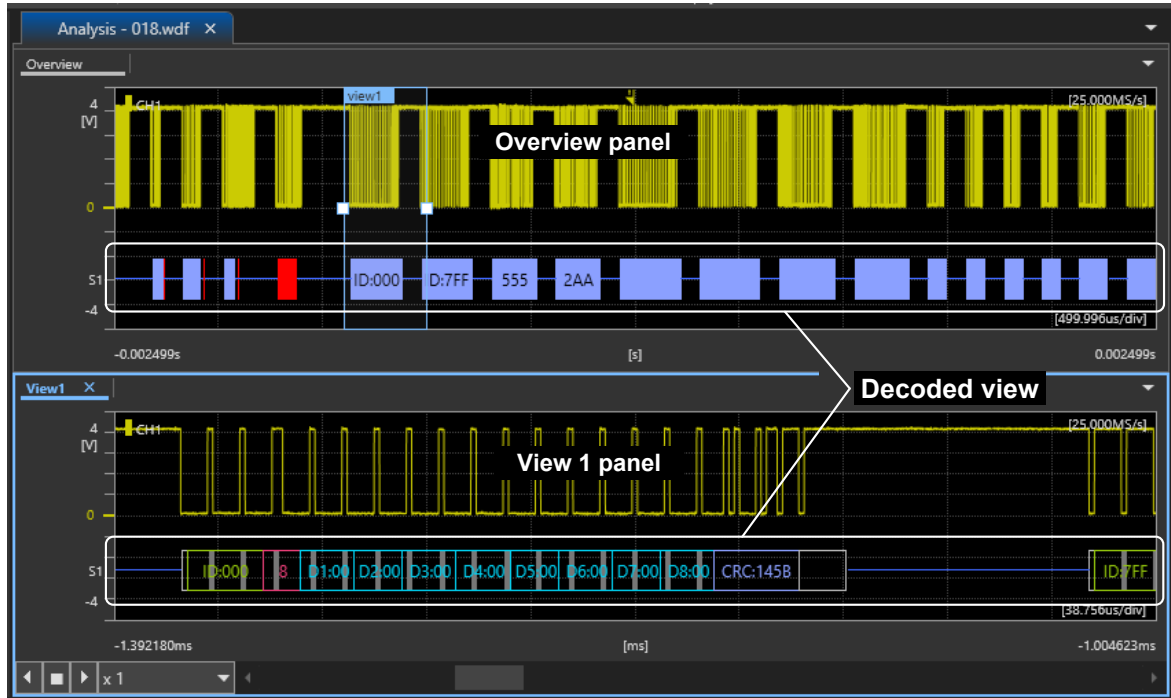 Analysis - 018.wdf ×
Overview
4
[V]
CH1
view1
[25.000MS/s]
Overview panel
0
S1
ID:000
D:7FF
555
2AA
-4
[499.996us/div]
-0.002499s
[s]
0.002499s
View1 ×
Decoded view
4
[V]
CH1
[25.000MS/s]
View 1 panel
0
S1
ID:000
8
D1:00
D2:00
D3:00
D4:00
D5:00
D6:00
D7:00
D8:00
CRC:145B
ID:7FF
-4
[38.756us/div]
-1.392180ms
[ms]
-1.004623ms
x 1